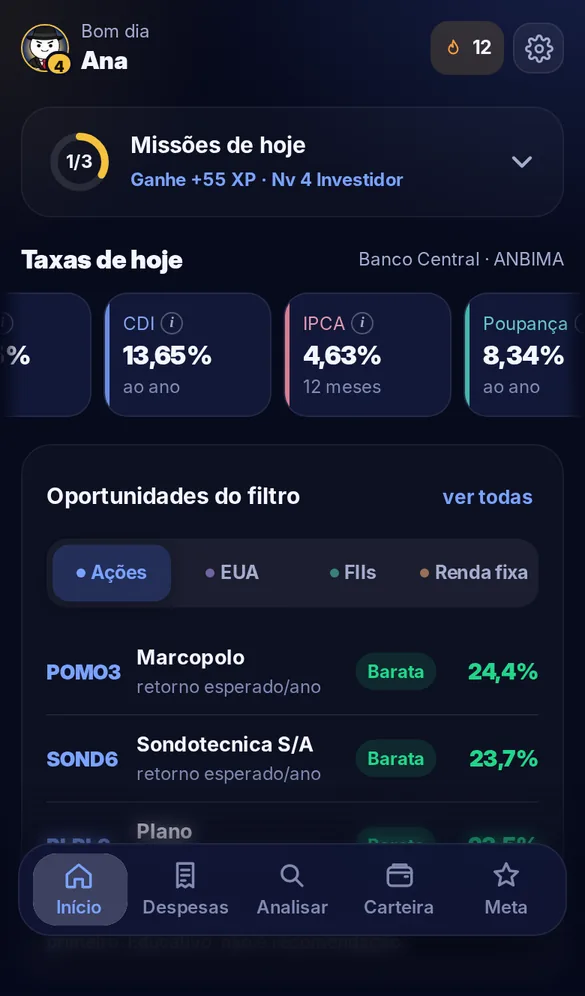 Bom dia
Ana
4
12
1/3
Missões de hoje
Ganhe +55 XP · Nv 4 Investidor
Taxas de hoje
Banco Central · ANBIMA
%
CDI i
13,65%
ao ano
IPCA i
4,63%
12 meses
Poupança
8,34%
ao ano
Oportunidades do filtro
ver todas
Ações
EUA
FIIs
Renda fixa
POMO3
Marcopolo
retorno esperado/ano
Barata
24,4%
SOND6
Sondotecnica S/A
retorno esperado/ano
Barata
23,7%
Plano
Início
Despesas
Analisar
Carteira
Meta